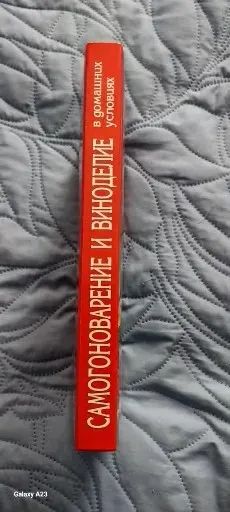 САМОГОНОВАРЕНИЕ И ВИНОДЕЛИЕ
в домашних
условиях
Galaxy A23